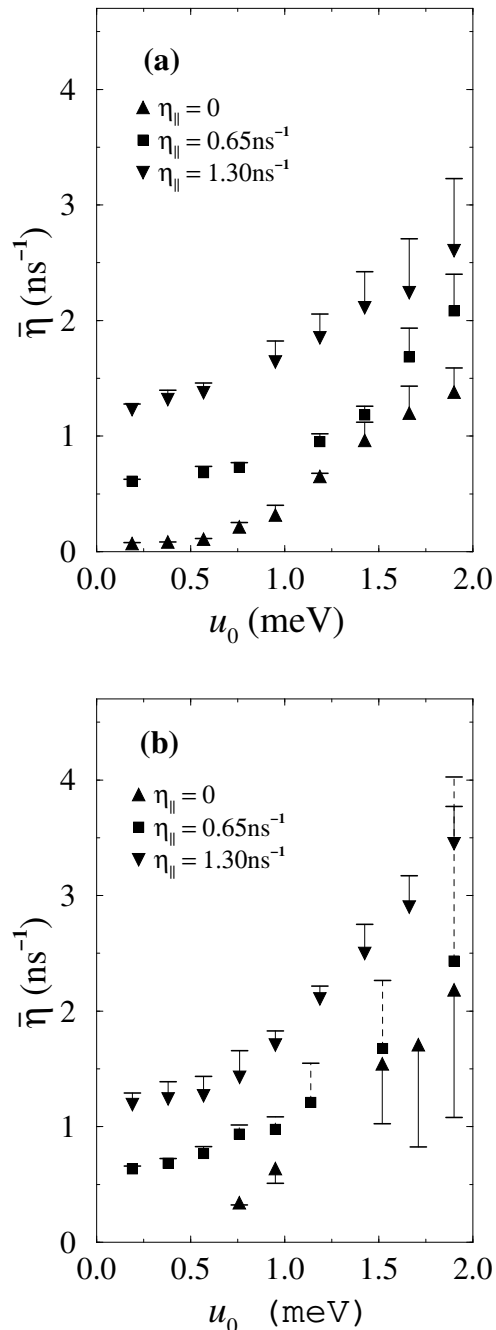 4
(a)
▲ η∥ = 0
■ η∥ = 0.65ns⁻¹
▼ η∥ = 1.30ns⁻¹
3
η̄ (ns⁻¹)
2
1
0
0.0 0.5 1.0 1.5 2.0
u₀ (meV)
(b)
4
▲ η∥ = 0
■ η∥ = 0.65ns⁻¹
▼ η∥ = 1.30ns⁻¹
3
η̄ (ns⁻¹)
2
1
0
0.0 0.5 1.0 1.5 2.0
u₀ (meV)